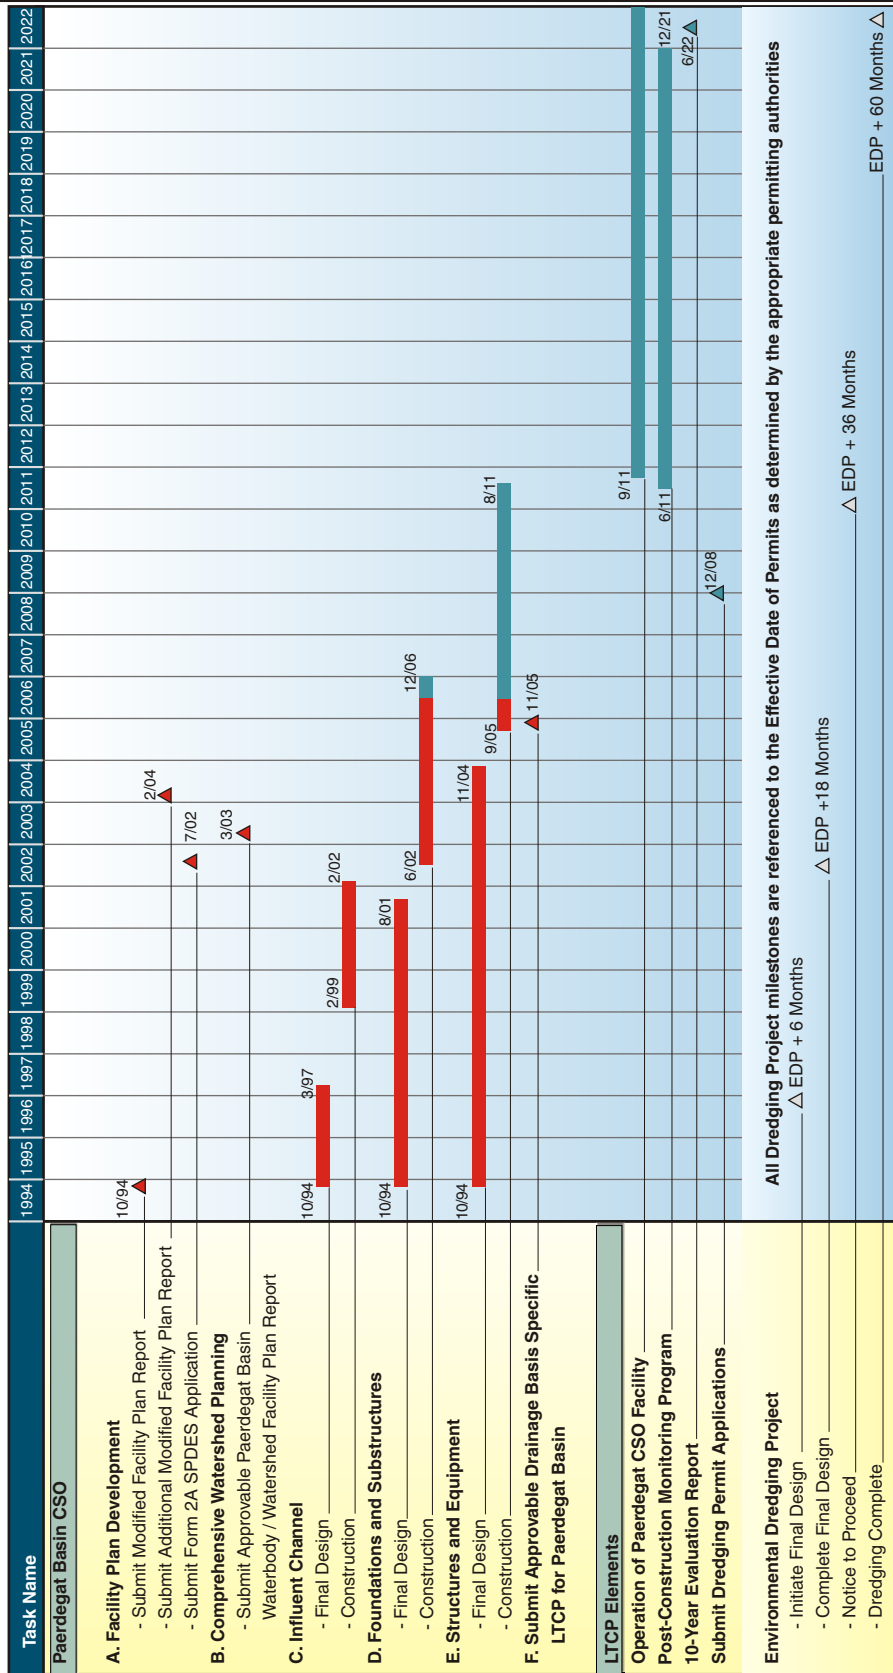 Task Name
1994 1995 1996 1997 1998 1999 2000 2001 2002 2003 2004 2005 2006 2007 2008 2009 2010 2011 2012 2013 2014 2015 2016 2017 2018 2019 2020 2021 2022
Paerdegat Basin CSO
A. Facility Plan Development
- Submit Modified Facility Plan Report
10/94
- Submit Additional Modified Facility Plan Report
2/04
- Submit Form 2A SPDES Application
7/02
B. Comprehensive Watershed Planning
- Submit Approvable Paerdegat Basin
Waterbody / Watershed Facility Plan Report
3/03
C. Influent Channel
- Final Design
10/94 3/97
- Construction
2/99 2/02
D. Foundations and Substructures
- Final Design
10/94 8/01
- Construction
6/02 12/06
E. Structures and Equipment
- Final Design
10/94 11/04
- Construction
9/05 8/11
F. Submit Approvable Drainage Basis Specific
LTCP for Paerdegat Basin
11/05
LTCP Elements
Operation of Paerdegat CSO Facility
9/11
Post-Construction Monitoring Program
6/11 12/21
10-Year Evaluation Report
6/22
Submit Dredging Permit Applications
12/08
All Dredging Project milestones are referenced to the Effective Date of Permits as determined by the appropriate permitting authorities
Environmental Dredging Project
- Initiate Final Design
EDP + 6 Months
- Complete Final Design
EDP +18 Months
- Notice to Proceed
EDP + 36 Months
- Dredging Complete
EDP + 60 Months